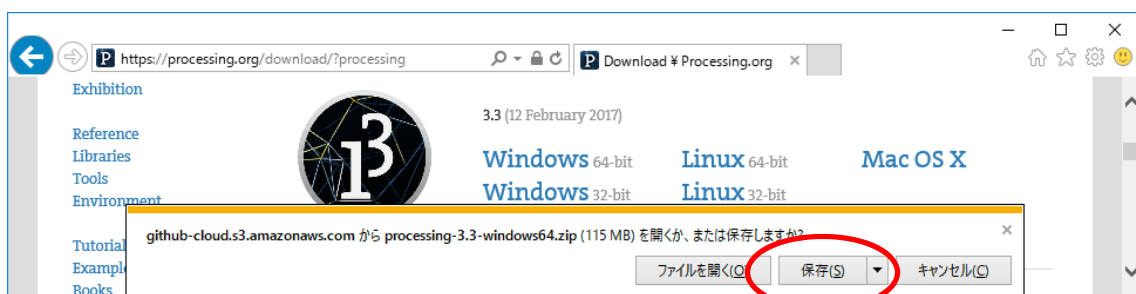 https://processing.org/download/?processing
Download ¥ Processing.org
Exhibition
Reference
Libraries
Tools
Environment
Tutorial
Exampl
Books
3.3 (12 February 2017)
Windows 64-bit Linux 64-bit Mac OS X
Windows 32-bit Linux 32-bit
github-cloud.s3.amazonaws.com から processing-3.3-windows64.zip (115 MB) を開くか、または保存しますか?
ファイルを開く(O) 保存(S) キャンセル(C)